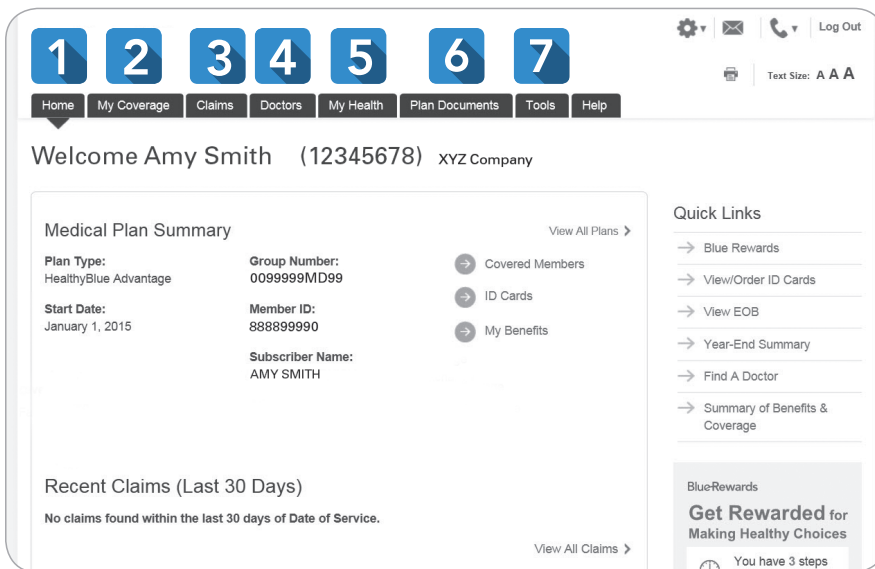 Log Out
1 2 3 4 5 6 7
Text Size: A A A
Home My Coverage Claims Doctors My Health Plan Documents Tools Help
Welcome Amy Smith (12345678) XYZ Company
Medical Plan Summary
View All Plans
Plan Type:
HealthyBlue Advantage
Start Date:
January 1, 2015
Group Number:
0099999MD99
Member ID:
888899990
Subscriber Name:
AMY SMITH
Covered Members
ID Cards
My Benefits
Recent Claims (Last 30 Days)
No claims found within the last 30 days of Date of Service.
View All Claims
Quick Links
Blue Rewards
View/Order ID Cards
View EOB
Year-End Summary
Find A Doctor
Summary of Benefits &
Coverage
BlueRewards
Get Rewarded for
Making Healthy Choices
You have 3 steps